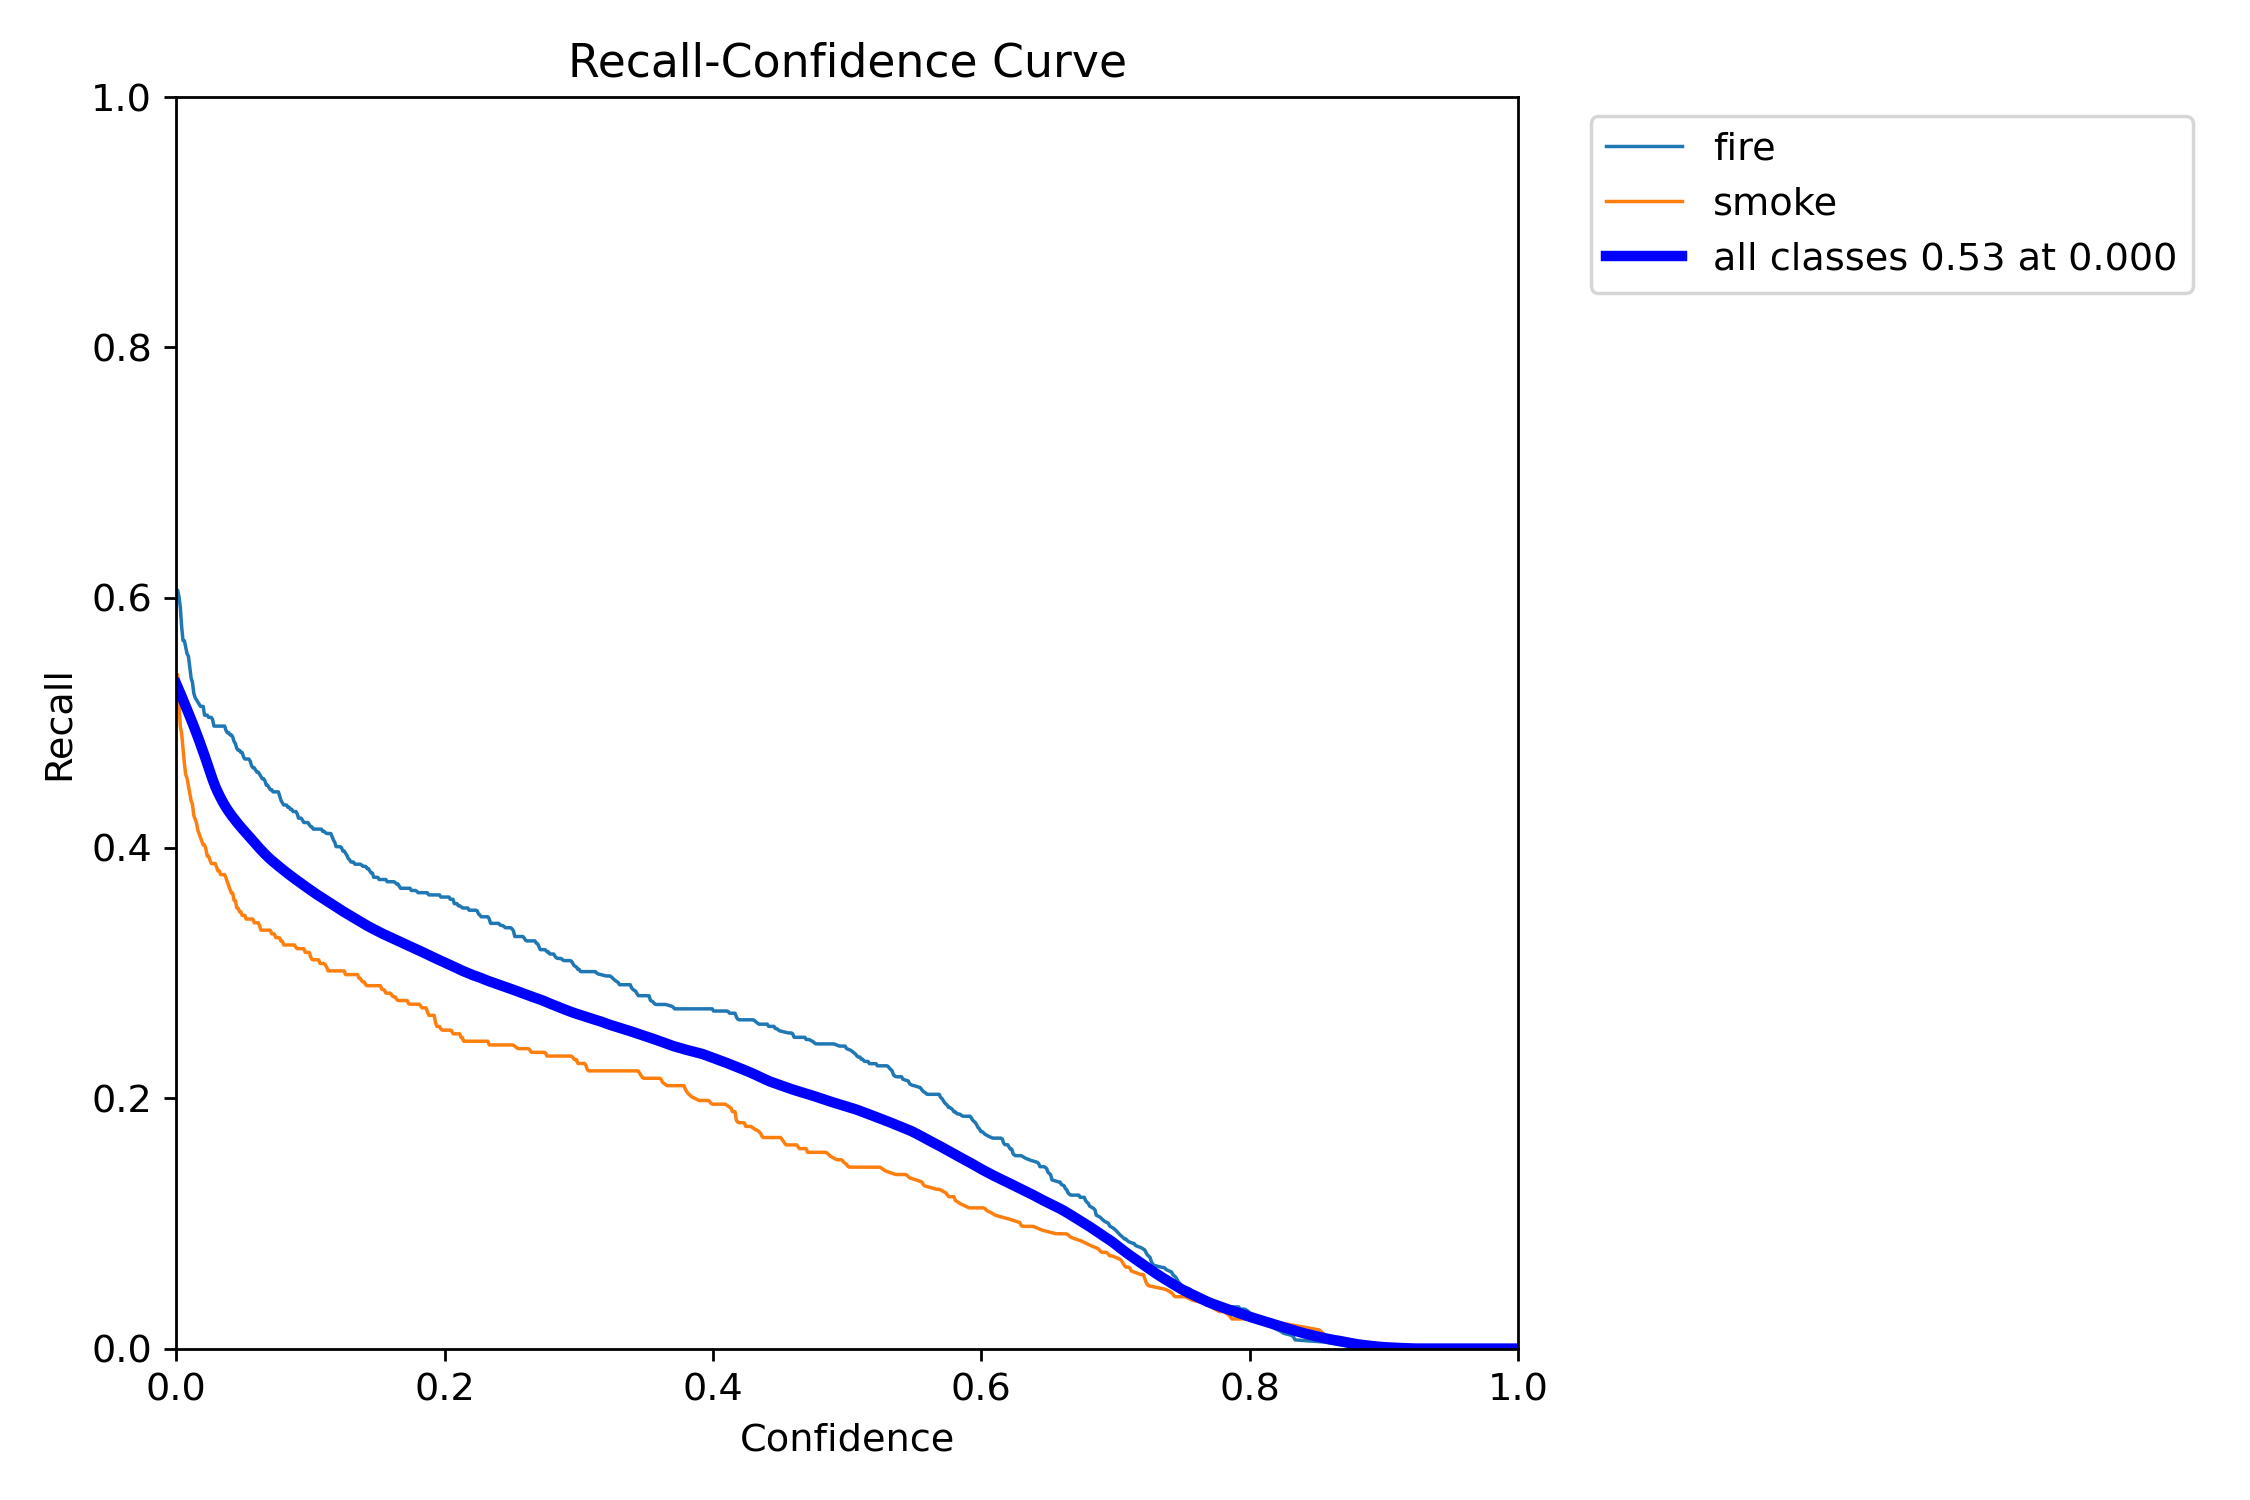 Recall-Confidence Curve
1.0
0.8
0.6
0.4
0.2
0.0
Recall
0.0 0.2 0.4 0.6 0.8 1.0
Confidence
fire
smoke
all classes 0.53 at 0.000